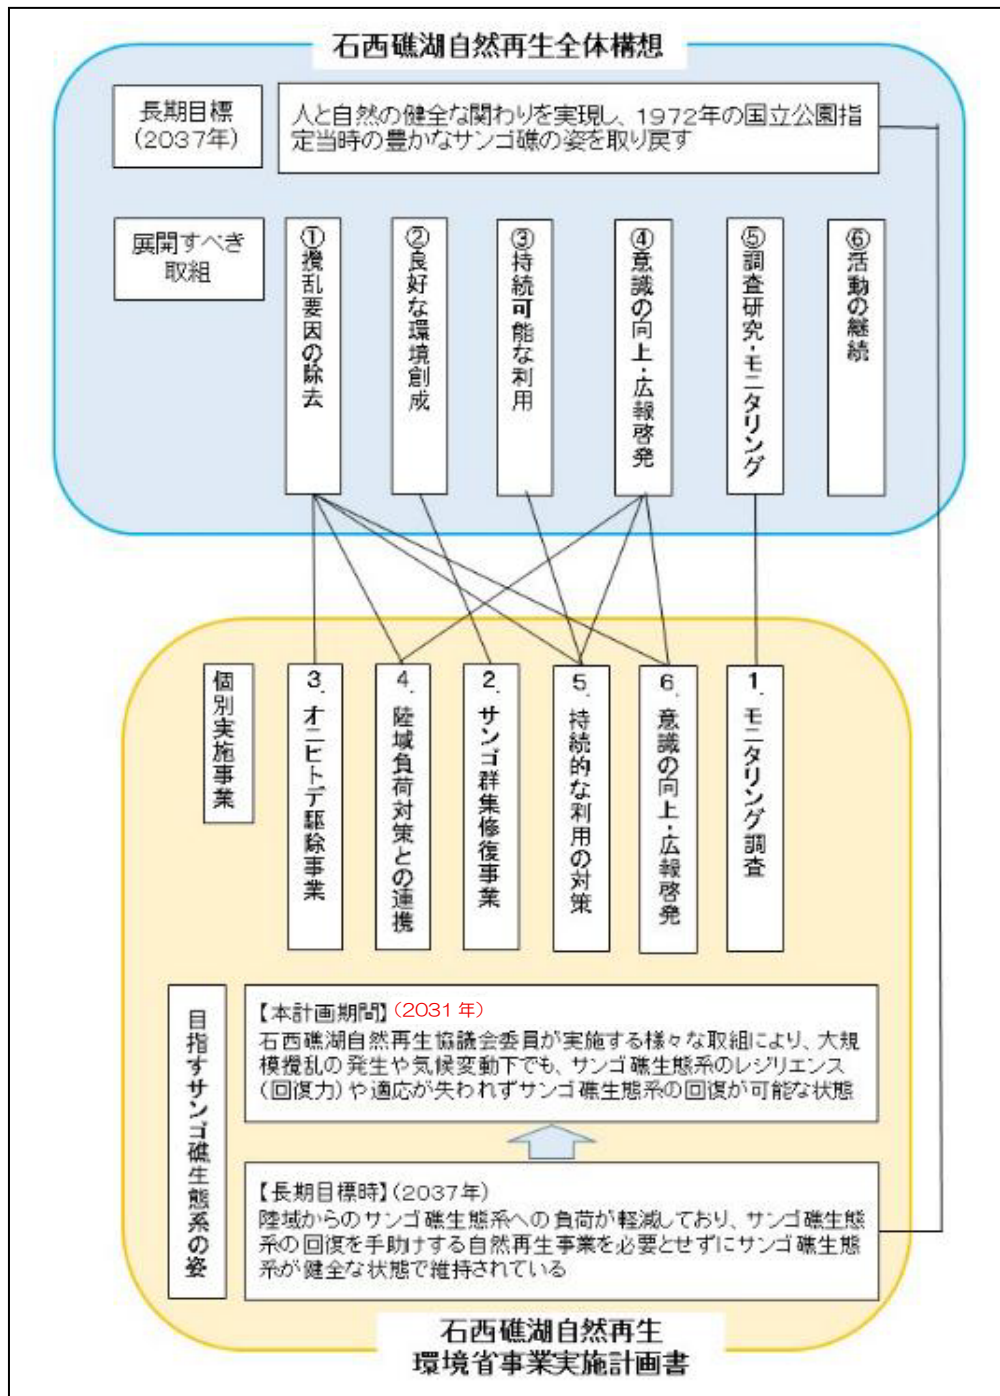 石西礁湖自然再生全体構想
長期目標
(2037年)
人と自然の健全な関わりを実現し、1972年の国立公園指
定当時の豊かなサンゴ礁の姿を取り戻す
展開すべき
取組
①攪乱要因の除去
②良好な環境創成
③持続可能な利用
④意識の向上・広報啓発
⑤調査研究・モニタリング
⑥活動の継続
個別実施事業
3．オニヒトデ駆除事業
4．陸域負荷対策との連携
2．サンゴ群集修復事業
5．持続的な利用の対策
6．意識の向上・広報啓発
1．モニタリング調査
目指すサンゴ礁生態系の姿
【本計画期間】(2031年)
石西礁湖自然再生協議会委員が実施する様々な取組により、大規
模攪乱の発生や気候変動下でも、サンゴ礁生態系のレジリエンス
(回復力)や適応が失われずサンゴ礁生態系の回復が可能な状態
【長期目標時】(2037年)
陸域からのサンゴ礁生態系への負荷が軽減しており、サンゴ礁生態
系の回復を手助けする自然再生事業を必要とせずにサンゴ礁生態
系が健全な状態で維持されている
石西礁湖自然再生
環境省事業実施計画書